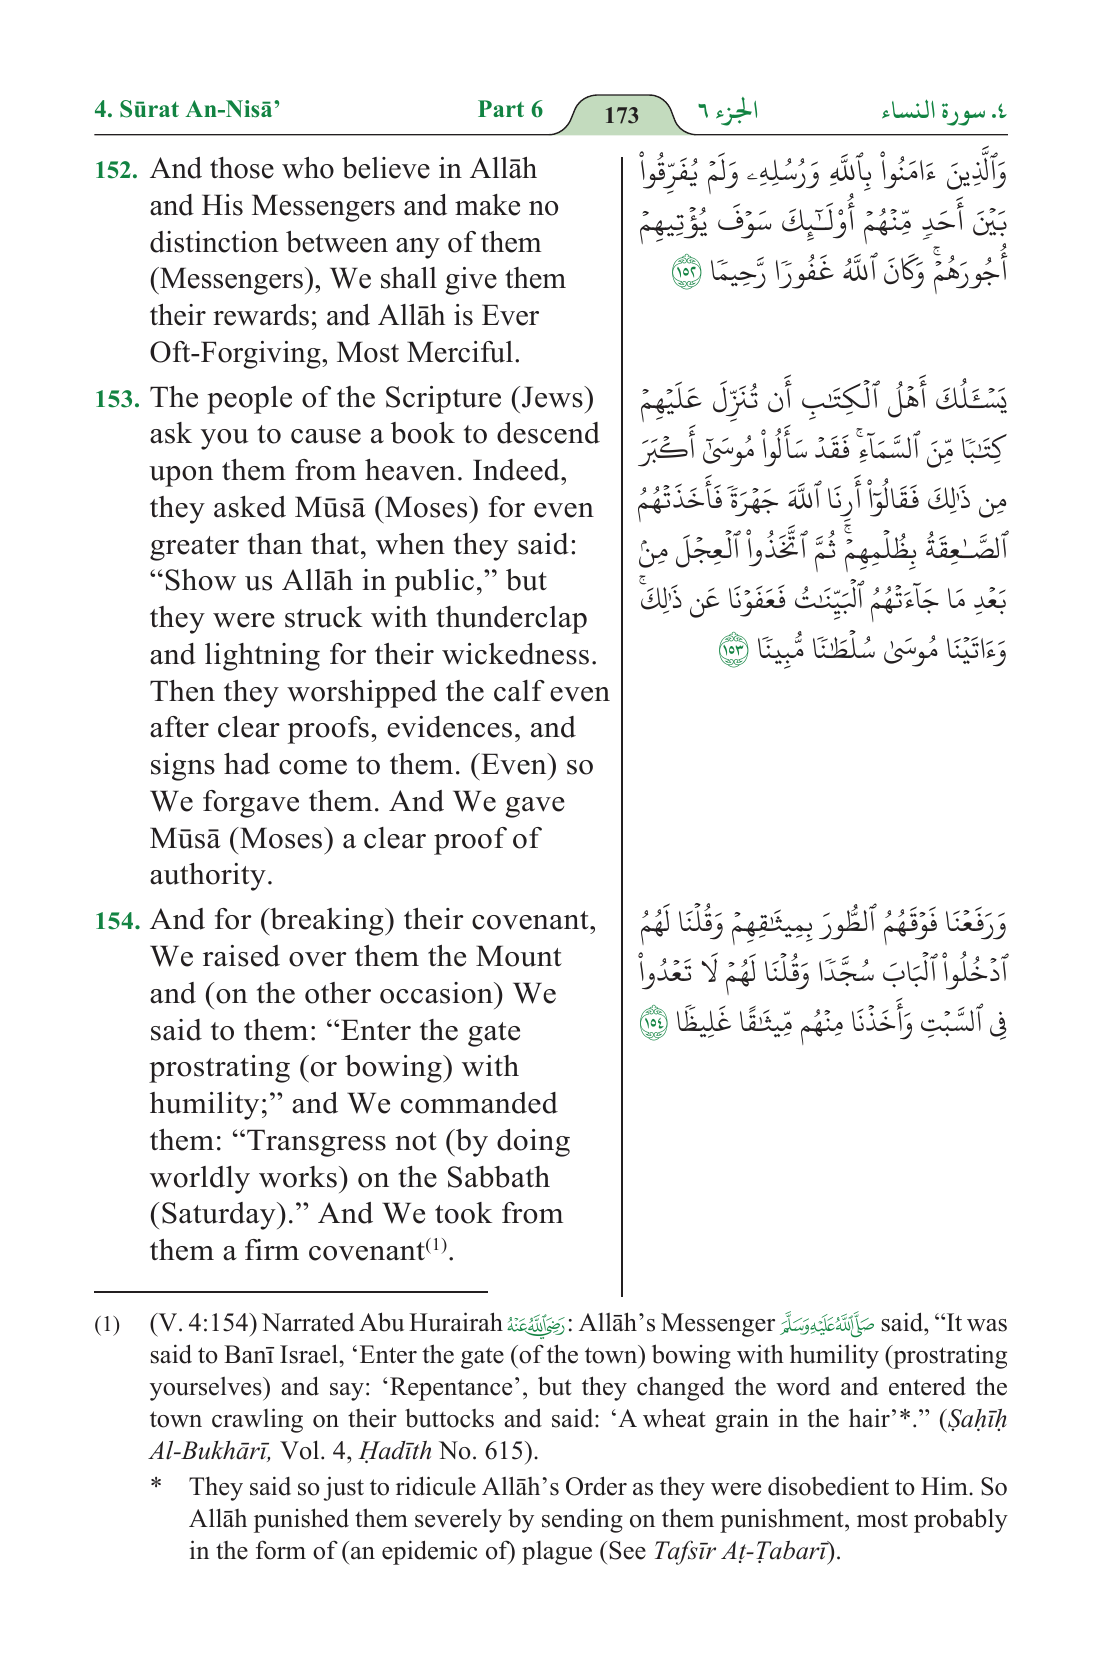 4. Sūrat An-Nisā’ Part 6 173 الجزء ٦ ٤. سورة النساء
152. And those who believe in Allāh
and His Messengers and make no
distinction between any of them
(Messengers), We shall give them
their rewards; and Allāh is Ever
Oft-Forgiving, Most Merciful.
وَٱلَّذِينَ ءَامَنُوا۟ بِٱللَّهِ وَرُسُلِهِۦ وَلَمْ يُفَرِّقُوا۟
بَيْنَ أَحَدٍ مِّنْهُمْ أُو۟لَـٰٓئِكَ سَوْفَ يُؤْتِيهِمْ
أُجُورَهُمْ ۚ وَكَانَ ٱللَّهُ غَفُورًا رَّحِيمًا ١٥٢
153. The people of the Scripture (Jews)
ask you to cause a book to descend
upon them from heaven. Indeed,
they asked Mūsā (Moses) for even
greater than that, when they said:
“Show us Allāh in public,” but
they were struck with thunderclap
and lightning for their wickedness.
Then they worshipped the calf even
after clear proofs, evidences, and
signs had come to them. (Even) so
We forgave them. And We gave
Mūsā (Moses) a clear proof of
authority.
يَسْـَٔلُكَ أَهْلُ ٱلْكِتَـٰبِ أَن تُنَزِّلَ عَلَيْهِمْ
كِتَـٰبًا مِّنَ ٱلسَّمَآءِ ۚ فَقَدْ سَأَلُوا۟ مُوسَىٰٓ أَكْبَرَ
مِن ذَٰلِكَ فَقَالُوٓا۟ أَرِنَا ٱللَّهَ جَهْرَةً فَأَخَذَتْهُمُ
ٱلصَّـٰعِقَةُ بِظُلْمِهِمْ ۚ ثُمَّ ٱتَّخَذُوا۟ ٱلْعِجْلَ مِنۢ
بَعْدِ مَا جَآءَتْهُمُ ٱلْبَيِّنَـٰتُ فَعَفَوْنَا عَن ذَٰلِكَ ۚ
وَءَاتَيْنَا مُوسَىٰ سُلْطَـٰنًا مُّبِينًا ١٥٣
154. And for (breaking) their covenant,
We raised over them the Mount
and (on the other occasion) We
said to them: “Enter the gate
prostrating (or bowing) with
humility;” and We commanded
them: “Transgress not (by doing
worldly works) on the Sabbath
(Saturday).” And We took from
them a firm covenant(1).
وَرَفَعْنَا فَوْقَهُمُ ٱلطُّورَ بِمِيثَـٰقِهِمْ وَقُلْنَا لَهُمُ
ٱدْخُلُوا۟ ٱلْبَابَ سُجَّدًا وَقُلْنَا لَهُمْ لَا تَعْدُوا۟
فِى ٱلسَّبْتِ وَأَخَذْنَا مِنْهُم مِّيثَـٰقًا غَلِيظًا ١٥٤
(1) (V. 4:154) Narrated Abu Hurairah رضي الله عنه: Allāh’s Messenger صلى الله عليه وسلم said, “It was
said to Banī Israel, ‘Enter the gate (of the town) bowing with humility (prostrating
yourselves) and say: ‘Repentance’, but they changed the word and entered the
town crawling on their buttocks and said: ‘A wheat grain in the hair’*.” (Ṣaḥīḥ
Al-Bukhārī, Vol. 4, Ḥadīth No. 615).
* They said so just to ridicule Allāh’s Order as they were disobedient to Him. So
Allāh punished them severely by sending on them punishment, most probably
in the form of (an epidemic of) plague (See Tafsīr Aṭ-Ṭabarī).